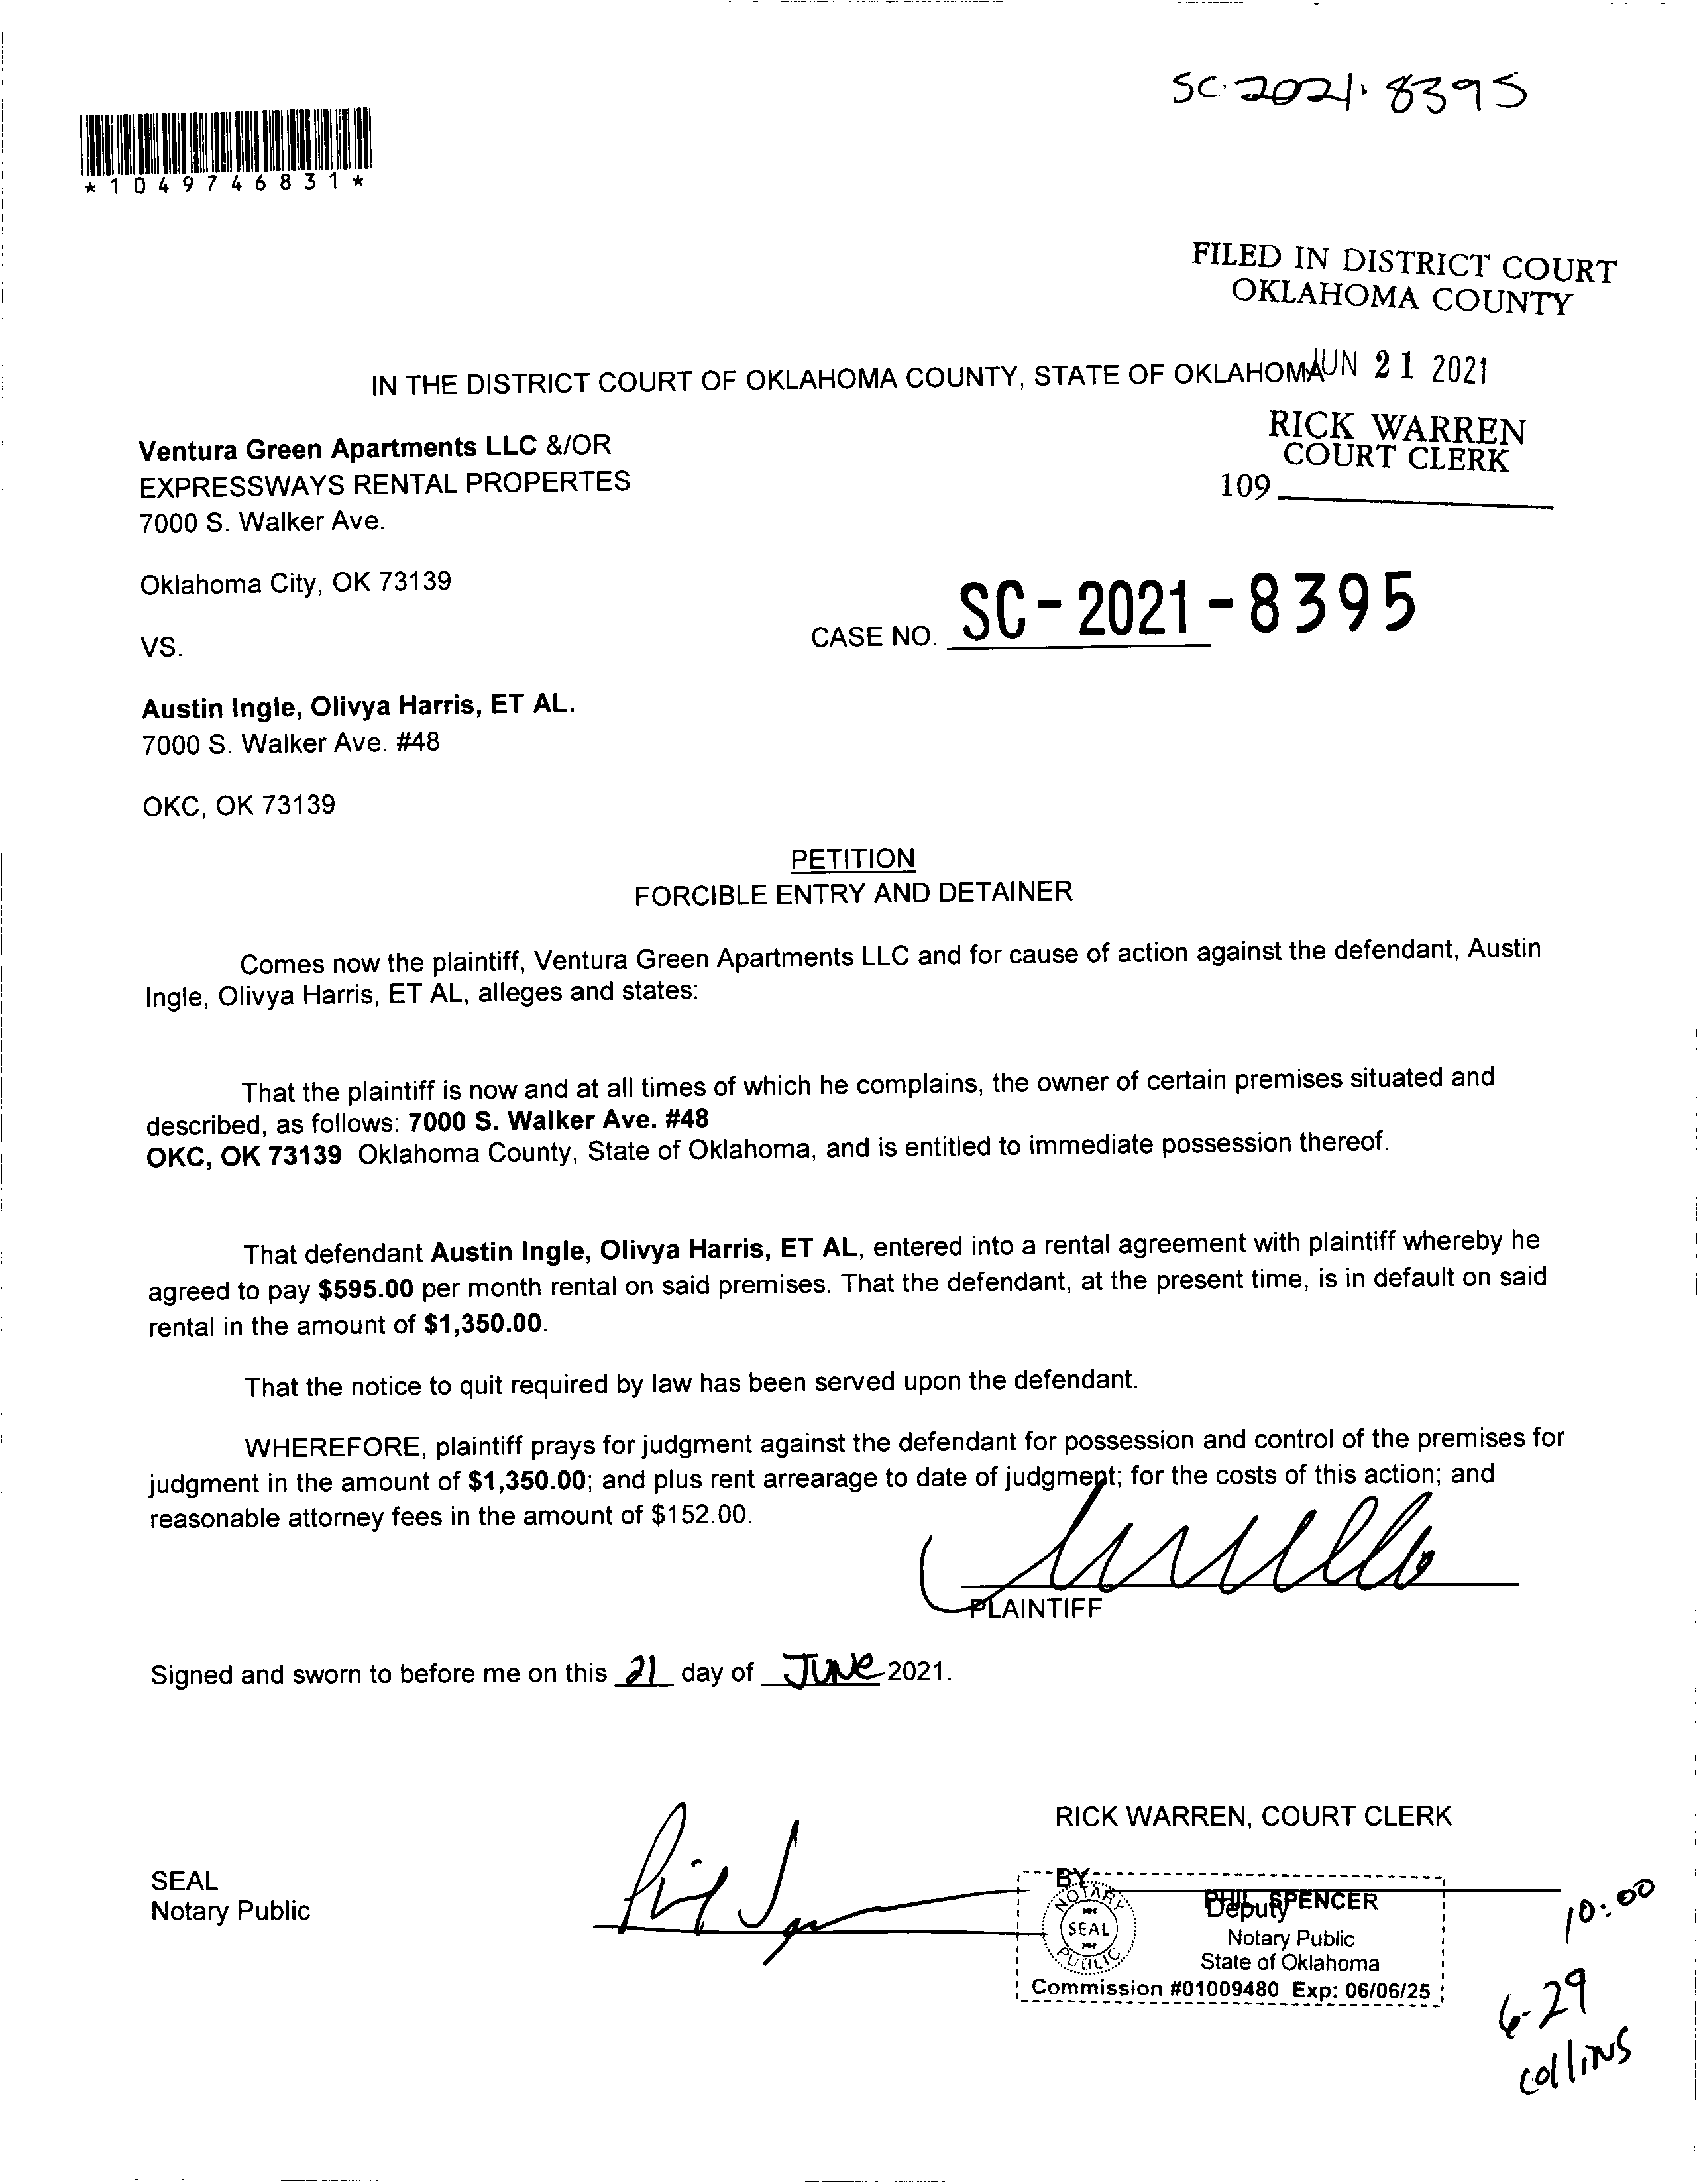 SC-2021-8395
*1049746831*
FILED IN DISTRICT COURT
OKLAHOMA COUNTY
IN THE DISTRICT COURT OF OKLAHOMA COUNTY, STATE OF OKLAHOMA
JUN 21 2021
RICK WARREN
COURT CLERK
109
Ventura Green Apartments LLC &/OR
EXPRESSWAYS RENTAL PROPERTES
7000 S. Walker Ave.
Oklahoma City, OK 73139
CASE NO. SC-2021-8395
VS.
Austin Ingle, Olivya Harris, ET AL.
7000 S. Walker Ave. #48
OKC, OK 73139
PETITION
FORCIBLE ENTRY AND DETAINER
Comes now the plaintiff, Ventura Green Apartments LLC and for cause of action against the defendant, Austin
Ingle, Olivya Harris, ET AL, alleges and states:
That the plaintiff is now and at all times of which he complains, the owner of certain premises situated and
described, as follows: 7000 S. Walker Ave. #48
OKC, OK 73139 Oklahoma County, State of Oklahoma, and is entitled to immediate possession thereof.
That defendant Austin Ingle, Olivya Harris, ET AL, entered into a rental agreement with plaintiff whereby he
agreed to pay $595.00 per month rental on said premises. That the defendant, at the present time, is in default on said
rental in the amount of $1,350.00.
That the notice to quit required by law has been served upon the defendant.
WHEREFORE, plaintiff prays for judgment against the defendant for possession and control of the premises for
judgment in the amount of $1,350.00; and plus rent arrearage to date of judgment; for the costs of this action; and
reasonable attorney fees in the amount of $152.00.
PLAINTIFF
Signed and sworn to before me on this 21 day of JUNE 2021.
RICK WARREN, COURT CLERK
SEAL
Notary Public
BY
Deputy
NOTARY
SEAL
PUBLIC
PHIL SPENCER
Notary Public
State of Oklahoma
Commission #01009480 Exp: 06/06/25
10:00
6-29
collins